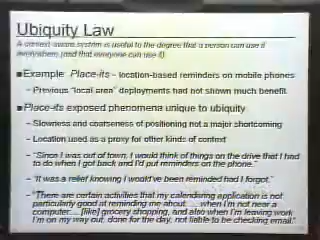 Ubiquity Law
A context-aware system is useful to the degree that a person can use it
everywhere (and that everyone can use it).
■Example: Place-its – location-based reminders on mobile phones
– Previous "local area" deployments had not shown much benefit
■Place-its exposed phenomena unique to ubiquity
– Slowness and coarseness of positioning not a major shortcoming
– Location used as a proxy for other kinds of context
– "Since I was out of town, I would think of things on the drive that I had
to do when I got back and I'd put reminders on the phone."
– "It was a relief knowing I would've been reminded had I forgot."
– "There are certain activities that my calendaring application is not
particularly good at reminding me about. ... when I'm not near a
computer.... [like] grocery shopping, and also when I'm leaving work
I'm on my way out, done for the day, not liable to be checking email."